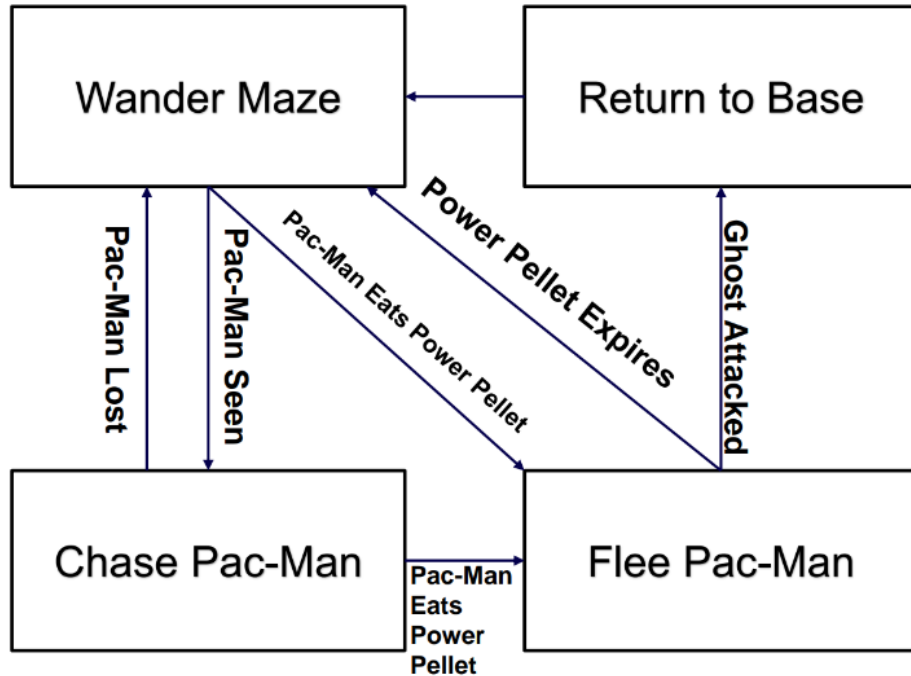 Wander Maze
Return to Base
Pac-Man Lost
Pac-Man Seen
Pac-Man Eats Power Pellet
Power Pellet Expires
Ghost Attacked
Chase Pac-Man
Pac-Man
Eats
Power
Pellet
Flee Pac-Man